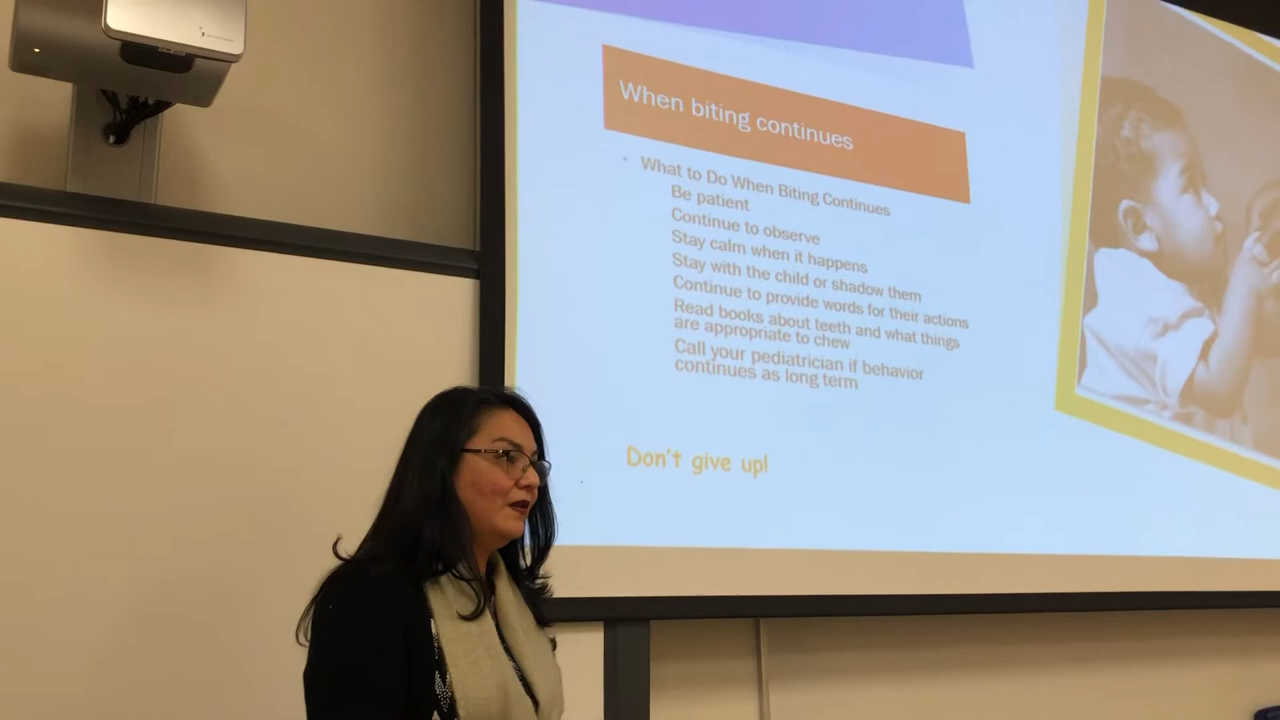 When biting continues
• What to Do When Biting Continues
Be patient
Continue to observe
Stay calm when it happens
Stay with the child or shadow them
Continue to provide words for their actions
Read books about teeth and what things
are appropriate to chew
Call your pediatrician if behavior
continues as long term
Don't give up!